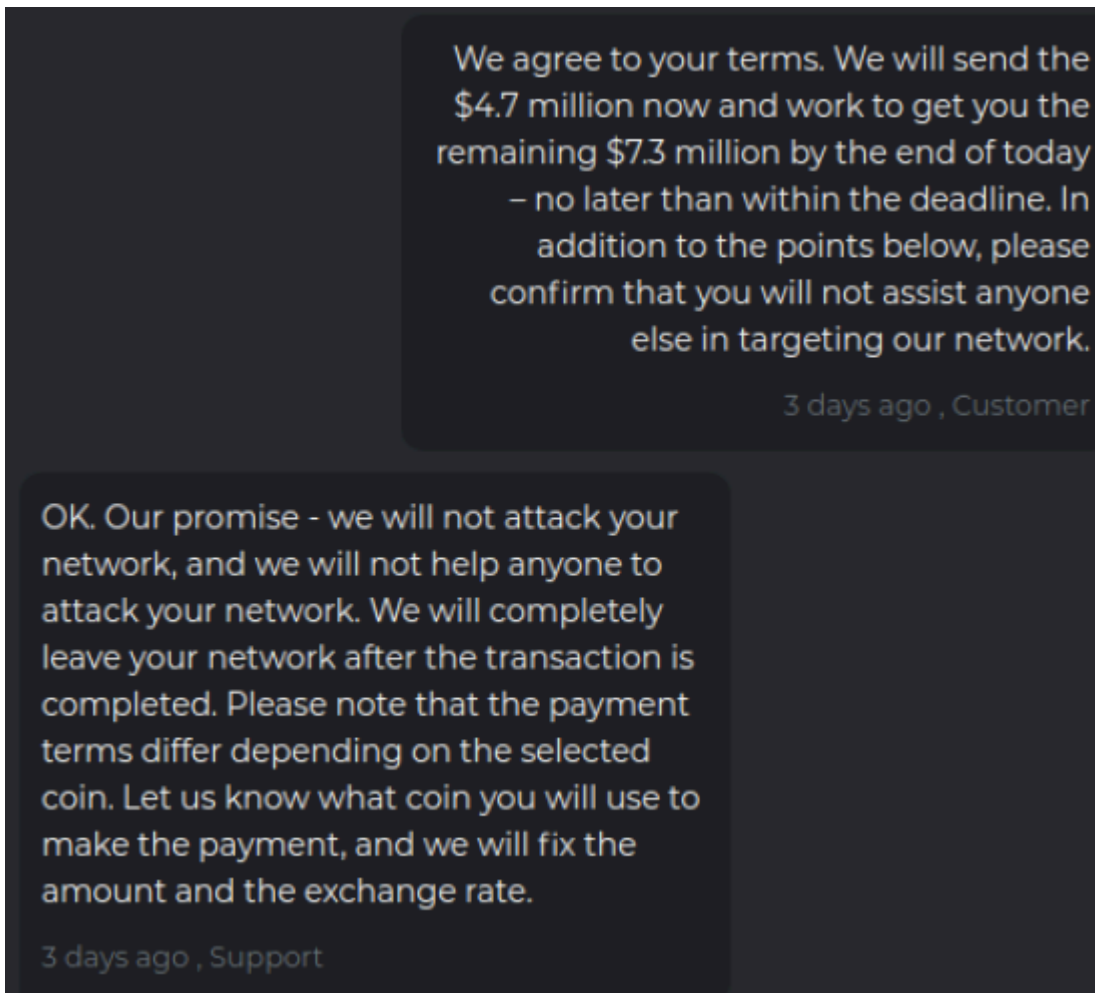 We agree to your terms. We will send the
$4.7 million now and work to get you the
remaining $7.3 million by the end of today
– no later than within the deadline. In
addition to the points below, please
confirm that you will not assist anyone
else in targeting our network.
3 days ago , Customer
OK. Our promise - we will not attack your
network, and we will not help anyone to
attack your network. We will completely
leave your network after the transaction is
completed. Please note that the payment
terms differ depending on the selected
coin. Let us know what coin you will use to
make the payment, and we will fix the
amount and the exchange rate.
3 days ago , Support